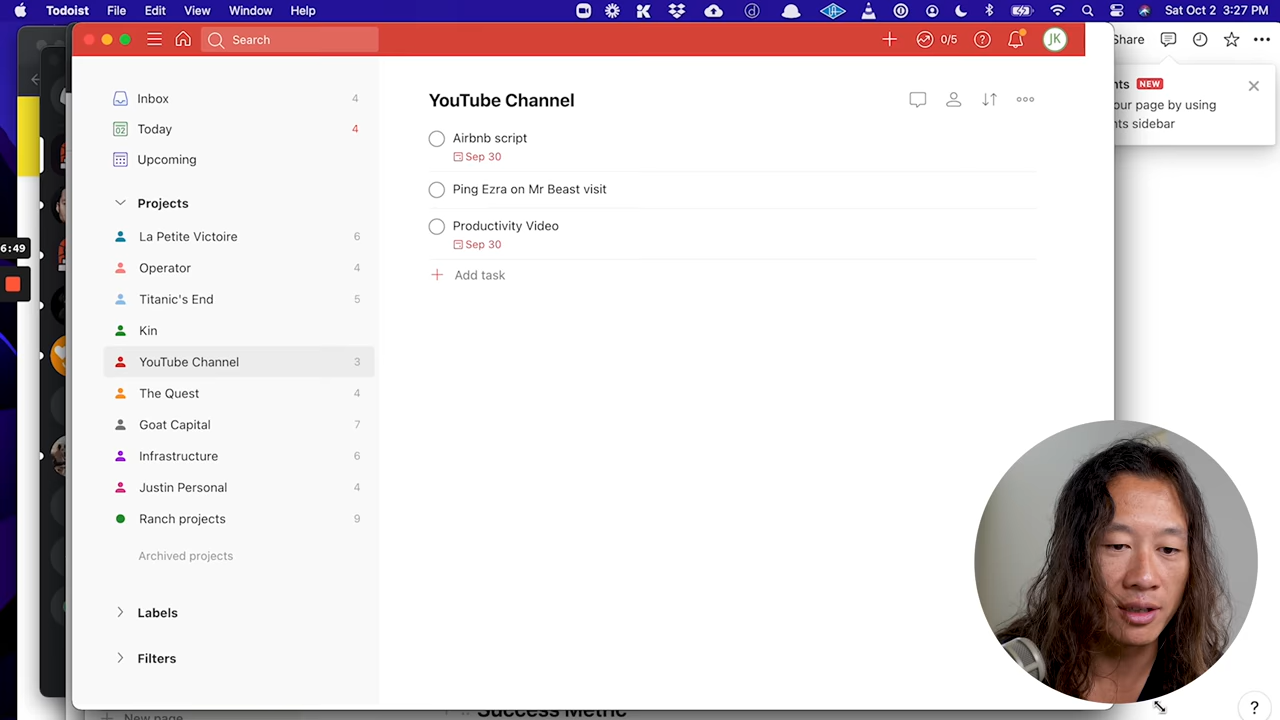 Todoist File Edit View Window Help Sat Oct 2 3:27 PM
Search
0/5
JK
Share
nts NEW
our page by using
nts sidebar
6:49
Inbox 4
02 Today 4
Upcoming
Projects
La Petite Victoire 6
Operator 4
Titanic's End 5
Kin
YouTube Channel 3
The Quest 4
Goat Capital 7
Infrastructure 6
Justin Personal 4
Ranch projects 9
Archived projects
Labels
Filters
YouTube Channel
Airbnb script
Sep 30
Ping Ezra on Mr Beast visit
Productivity Video
Sep 30
Add task
New page
Success Metric
?